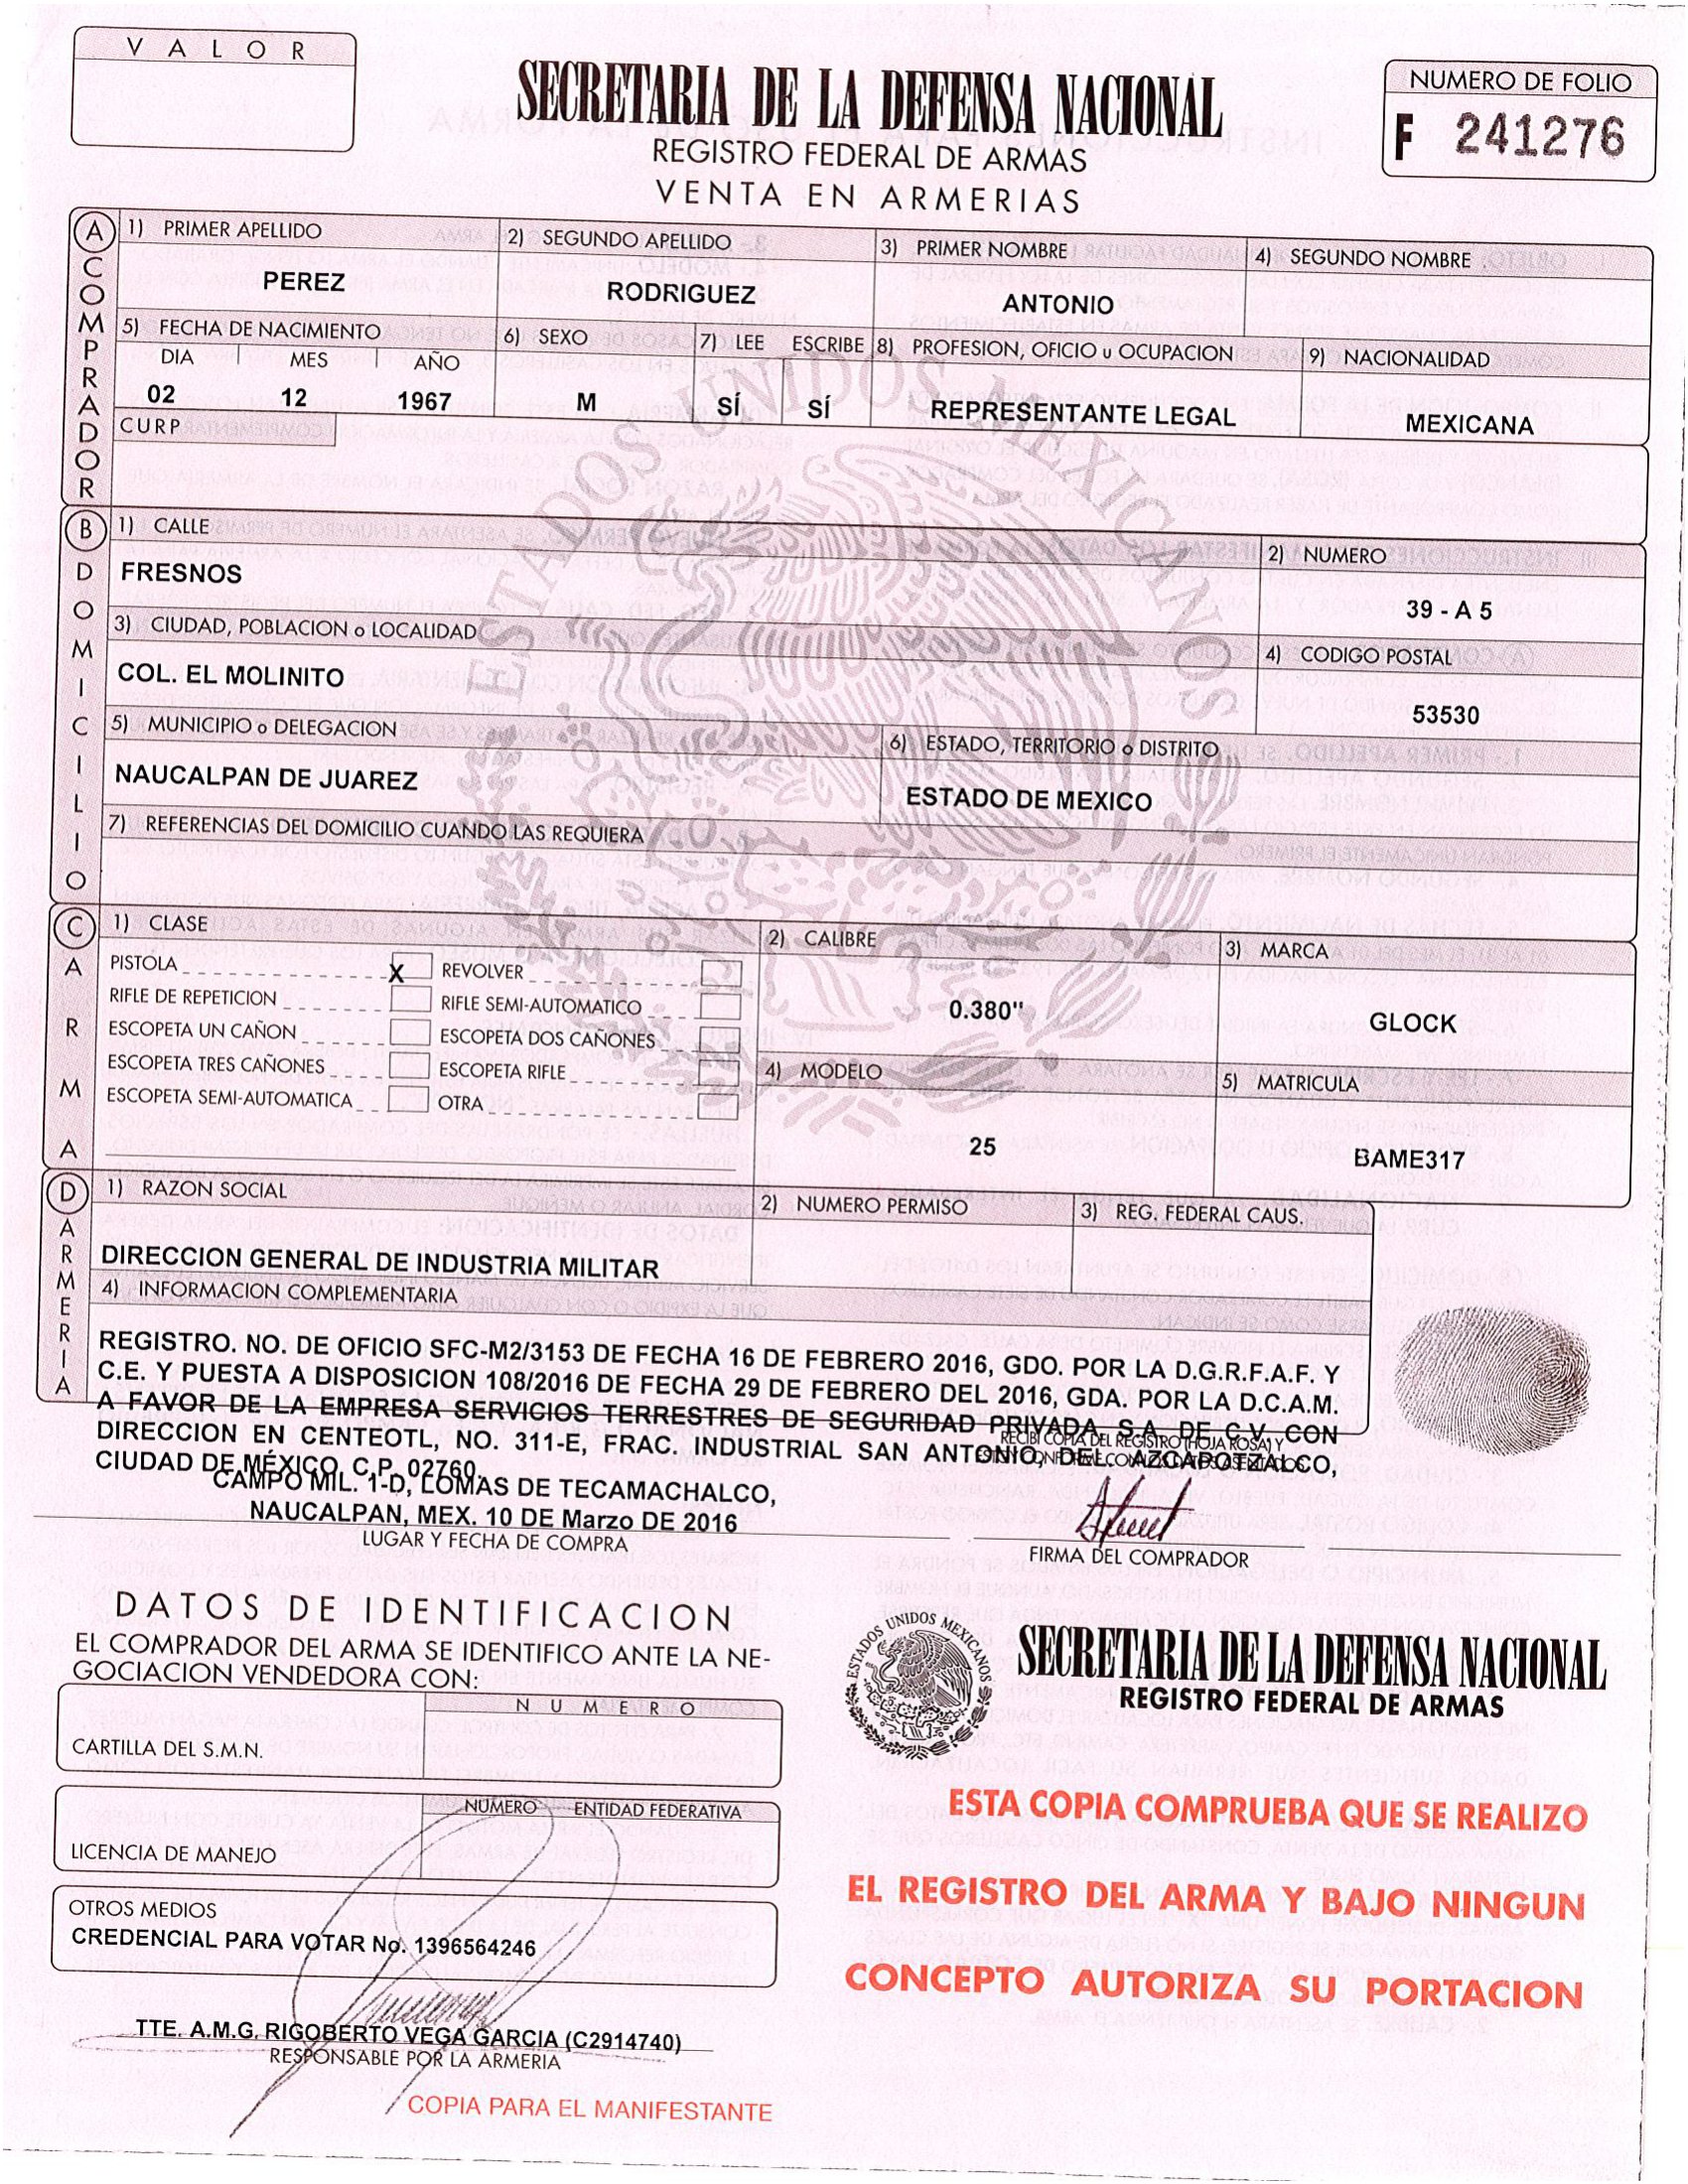 VALOR
SECRETARIA DE LA DEFENSA NACIONAL
REGISTRO FEDERAL DE ARMAS
VENTA EN ARMERIAS
NUMERO DE FOLIO
F 241276
A COMPRADOR
1) PRIMER APELLIDO 2) SEGUNDO APELLIDO 3) PRIMER NOMBRE 4) SEGUNDO NOMBRE
PEREZ RODRIGUEZ ANTONIO
5) FECHA DE NACIMIENTO 6) SEXO 7) LEE ESCRIBE 8) PROFESION, OFICIO u OCUPACION 9) NACIONALIDAD
DIA MES AÑO
02 12 1967 M SÍ SÍ REPRESENTANTE LEGAL MEXICANA
CURP
ESTADOS UNIDOS MEXICANOS
B DOMICILIO
1) CALLE 2) NUMERO
FRESNOS 39 - A 5
3) CIUDAD, POBLACION o LOCALIDAD 4) CODIGO POSTAL
COL. EL MOLINITO 53530
5) MUNICIPIO o DELEGACION 6) ESTADO, TERRITORIO o DISTRITO
NAUCALPAN DE JUAREZ ESTADO DE MEXICO
7) REFERENCIAS DEL DOMICILIO CUANDO LAS REQUIERA
C ARMA
1) CLASE 2) CALIBRE 3) MARCA
PISTOLA X REVOLVER
RIFLE DE REPETICION RIFLE SEMI-AUTOMATICO 0.380" GLOCK
ESCOPETA UN CAÑON ESCOPETA DOS CAÑONES
ESCOPETA TRES CAÑONES ESCOPETA RIFLE 4) MODELO 5) MATRICULA
ESCOPETA SEMI-AUTOMATICA OTRA
25 BAME317
D ARMERIA
1) RAZON SOCIAL 2) NUMERO PERMISO 3) REG. FEDERAL CAUS.
DIRECCION GENERAL DE INDUSTRIA MILITAR
4) INFORMACION COMPLEMENTARIA
REGISTRO. NO. DE OFICIO SFC-M2/3153 DE FECHA 16 DE FEBRERO 2016, GDO. POR LA D.G.R.F.A.F. Y
C.E. Y PUESTA A DISPOSICION 108/2016 DE FECHA 29 DE FEBRERO DEL 2016, GDA. POR LA D.C.A.M.
A FAVOR DE LA EMPRESA SERVICIOS TERRESTRES DE SEGURIDAD PRIVADA, S.A. DE C.V., CON
DIRECCION EN CENTEOTL, NO. 311-E, FRAC. INDUSTRIAL SAN ANTONIO, DEL. AZCAPOTZALCO,
CIUDAD DE MÉXICO, C.P. 02760.
RECIBI COPIA DEL REGISTRO (HOJA ROSA) Y
ESTOY CONFORME CON LOS DATOS ASENTADOS
CAMPO MIL. 1-D, LOMAS DE TECAMACHALCO,
NAUCALPAN, MEX. 10 DE Marzo DE 2016
LUGAR Y FECHA DE COMPRA
FIRMA DEL COMPRADOR
DATOS DE IDENTIFICACION
EL COMPRADOR DEL ARMA SE IDENTIFICO ANTE LA NE-
GOCIACION VENDEDORA CON:
NUMERO
CARTILLA DEL S.M.N.
NUMERO ENTIDAD FEDERATIVA
LICENCIA DE MANEJO
OTROS MEDIOS
CREDENCIAL PARA VOTAR No. 1396564246
TTE. A.M.G. RIGOBERTO VEGA GARCIA (C2914740)
RESPONSABLE POR LA ARMERIA
COPIA PARA EL MANIFESTANTE
ESTADOS UNIDOS MEXICANOS
SECRETARIA DE LA DEFENSA NACIONAL
REGISTRO FEDERAL DE ARMAS
ESTA COPIA COMPRUEBA QUE SE REALIZO
EL REGISTRO DEL ARMA Y BAJO NINGUN
CONCEPTO AUTORIZA SU PORTACION